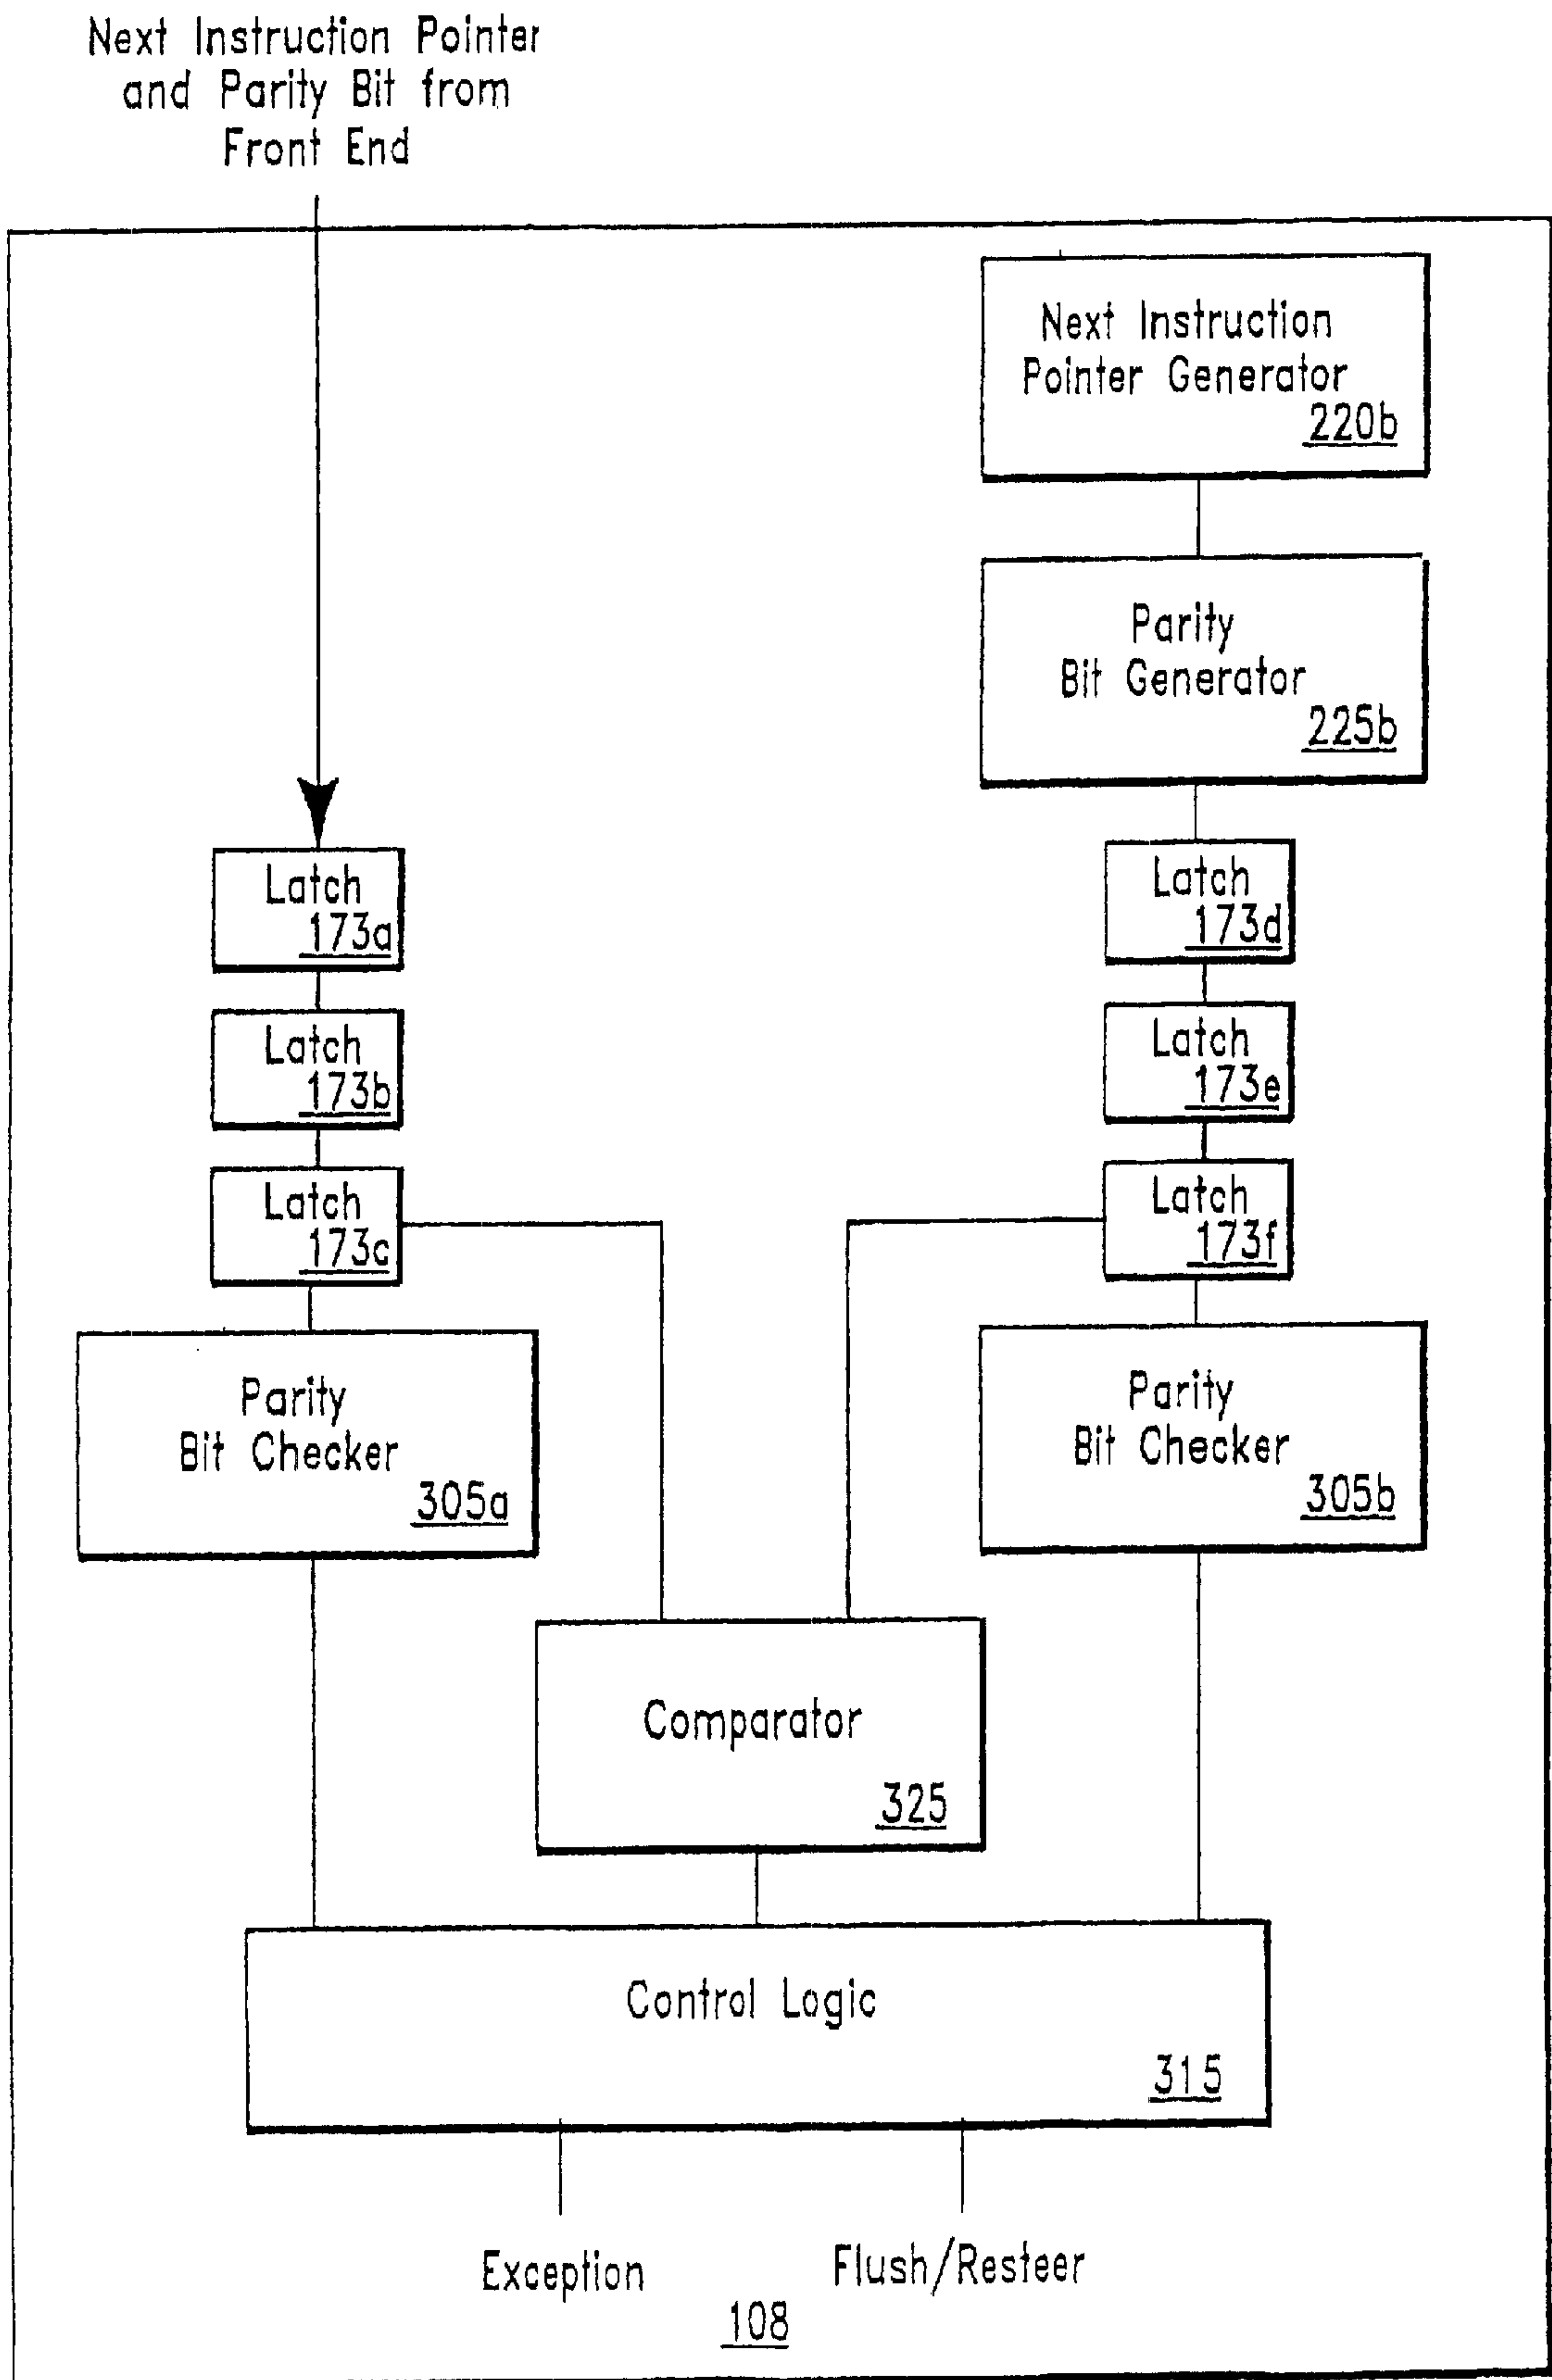 Next Instruction Pointer
and Parity Bit from
Front End
Next Instruction
Pointer Generator
220b
Parity
Bit Generator
225b
Latch
173a
Latch
173d
Latch
173b
Latch
173e
Latch
173c
Latch
173f
Parity
Bit Checker
305a
Parity
Bit Checker
305b
Comparator
325
Control Logic
315
Exception
Flush/Resteer
108